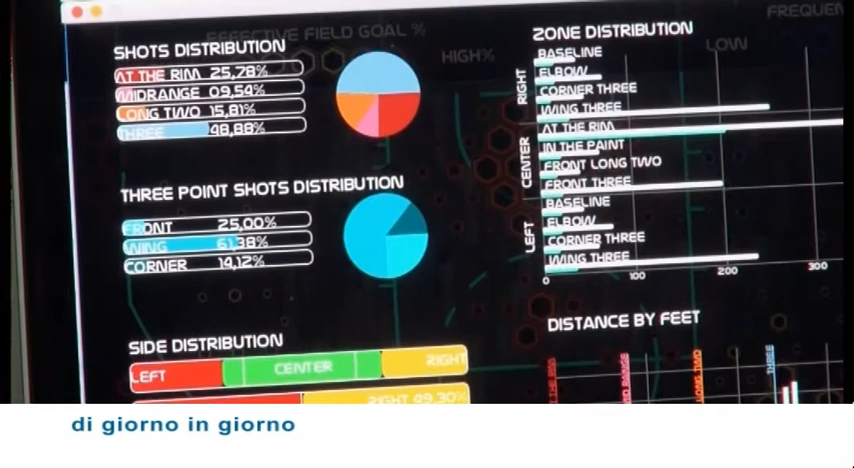 EFFECTIVE FIELD GOAL %
HIGH%
LOW
SHOTS DISTRIBUTION
AT THE RIM 25,78%
MIDRANGE 09,54%
LONG TWO 15,81%
THREE 48,88%
THREE POINT SHOTS DISTRIBUTION
FRONT 25,00%
WING 61,38%
CORNER 14,12%
SIDE DISTRIBUTION
LEFT CENTER RIGHT
RIGHT 49,30%
ZONE DISTRIBUTION
RIGHT
BASELINE
ELBOW
CORNER THREE
WING THREE
CENTER
AT THE RIM
IN THE PAINT
FRONT LONG TWO
FRONT THREE
LEFT
BASELINE
ELBOW
CORNER THREE
WING THREE
0 100 200 300
DISTANCE BY FEET
THREE
di giorno in giorno